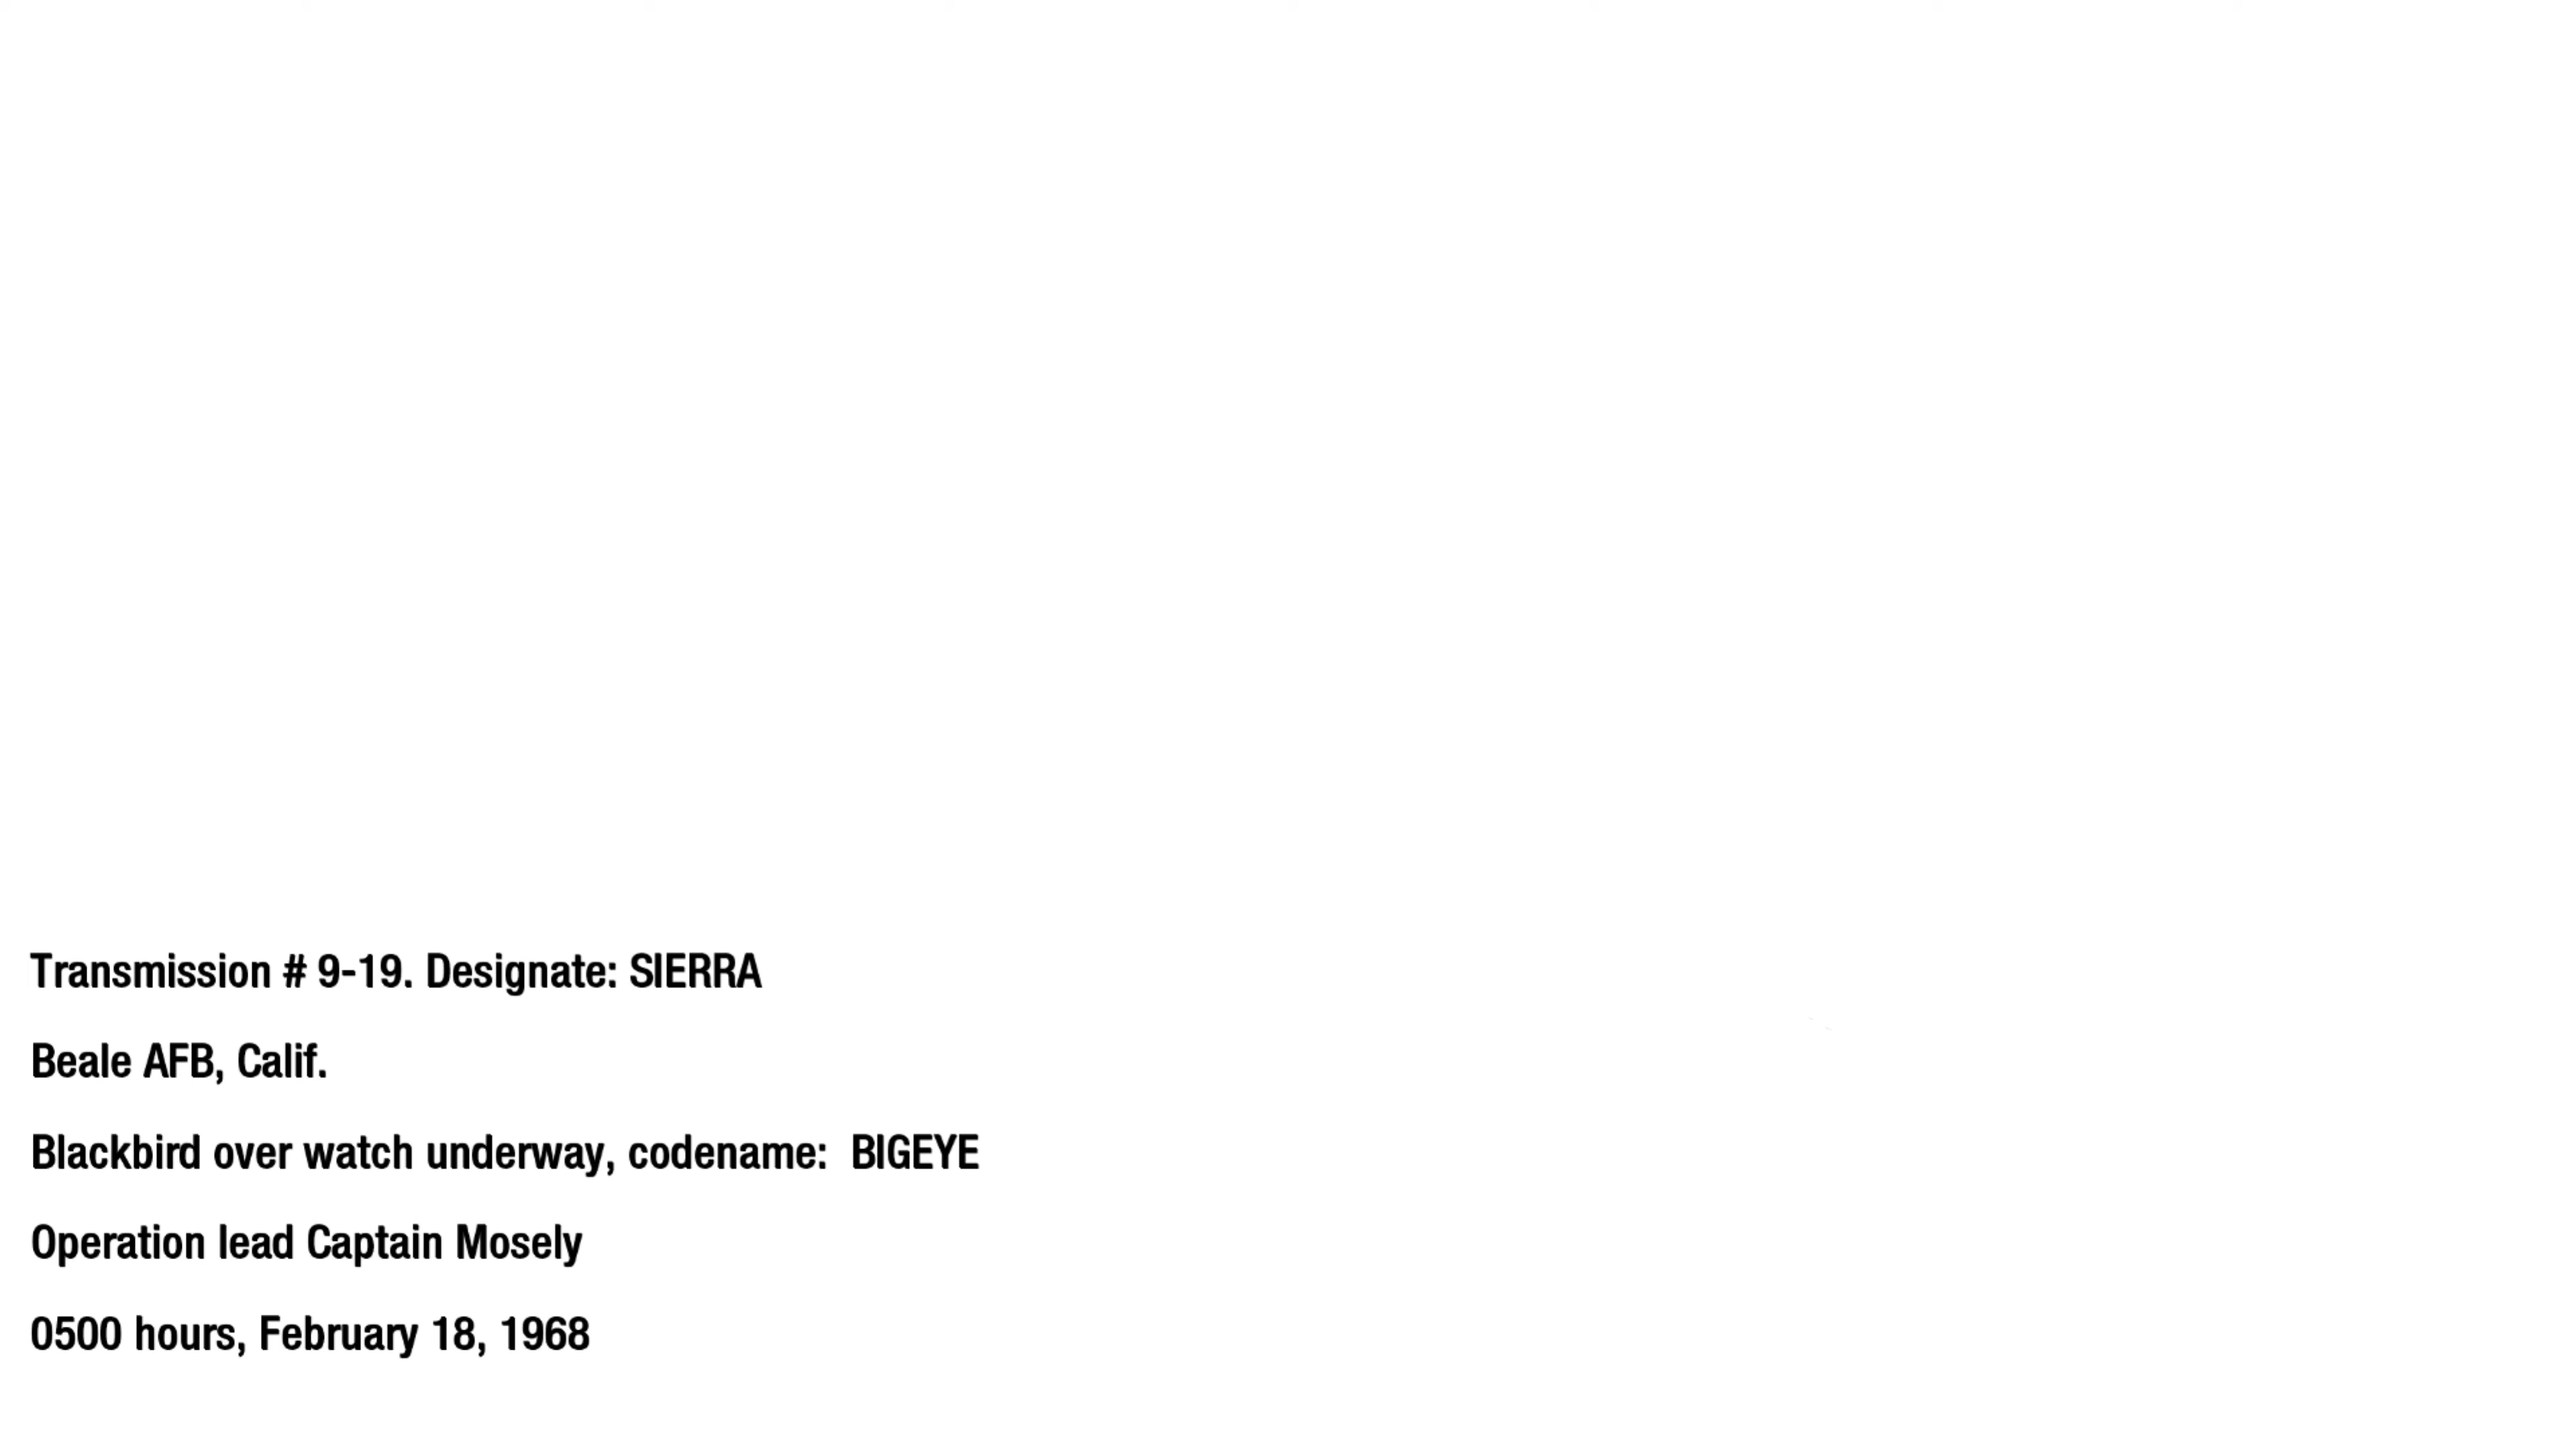 Transmission # 9-19. Designate: SIERRA
Beale AFB, Calif.
Blackbird over watch underway, codename:  BIGEYE
Operation lead Captain Mosely
0500 hours, February 18, 1968